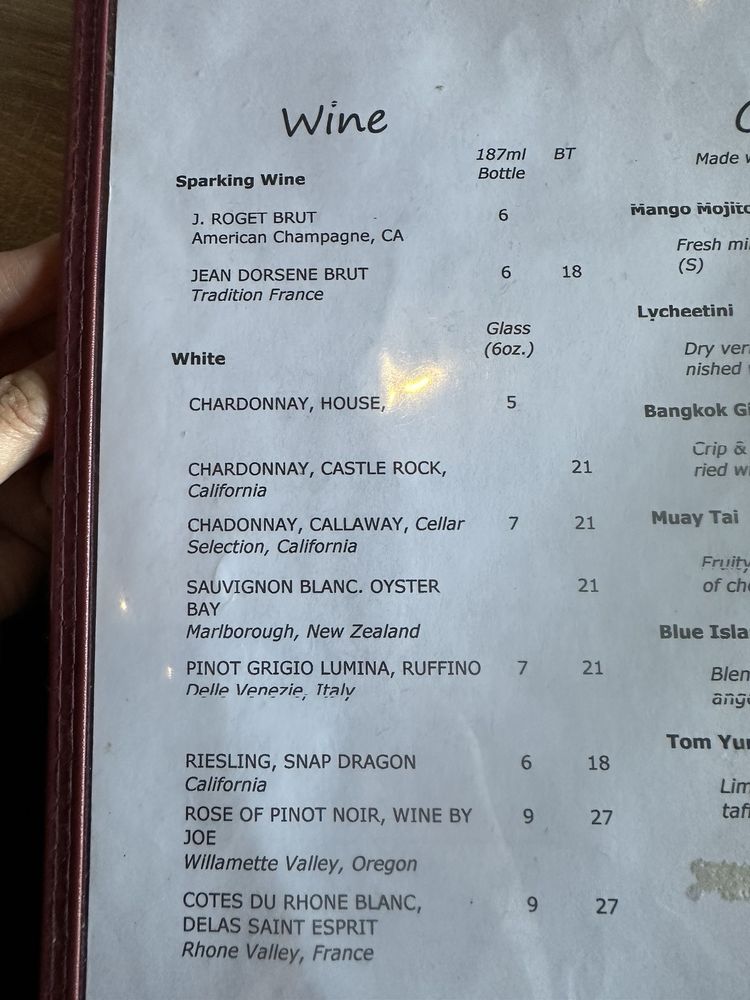 Wine
187ml BT
Bottle
Sparking Wine
J. ROGET BRUT 6
American Champagne, CA
JEAN DORSENE BRUT 6 18
Tradition France
Glass
(6oz.)
White
CHARDONNAY, HOUSE, 5
CHARDONNAY, CASTLE ROCK, 21
California
CHADONNAY, CALLAWAY, Cellar 7 21
Selection, California
SAUVIGNON BLANC. OYSTER 21
BAY
Marlborough, New Zealand
PINOT GRIGIO LUMINA, RUFFINO 7 21
Delle Venezie, Italy
RIESLING, SNAP DRAGON 6 18
California
ROSE OF PINOT NOIR, WINE BY 9 27
JOE
Willamette Valley, Oregon
COTES DU RHONE BLANC, 9 27
DELAS SAINT ESPRIT
Rhone Valley, France
Made
Mango Mojito
Fresh
(S)
Lycheetini
Dry
nished
Bangkok
Crip &
ried
Muay Tai
Fruity
of
Blue
Tom